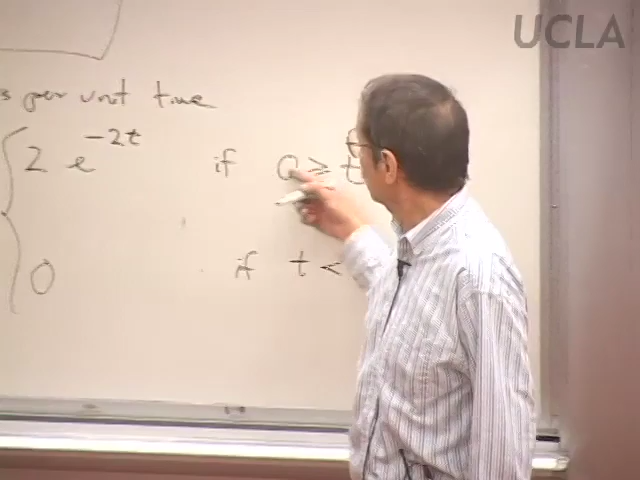 UCLA
per unit time
2 e^{-2t} if 0 ≥ t
0 if t <